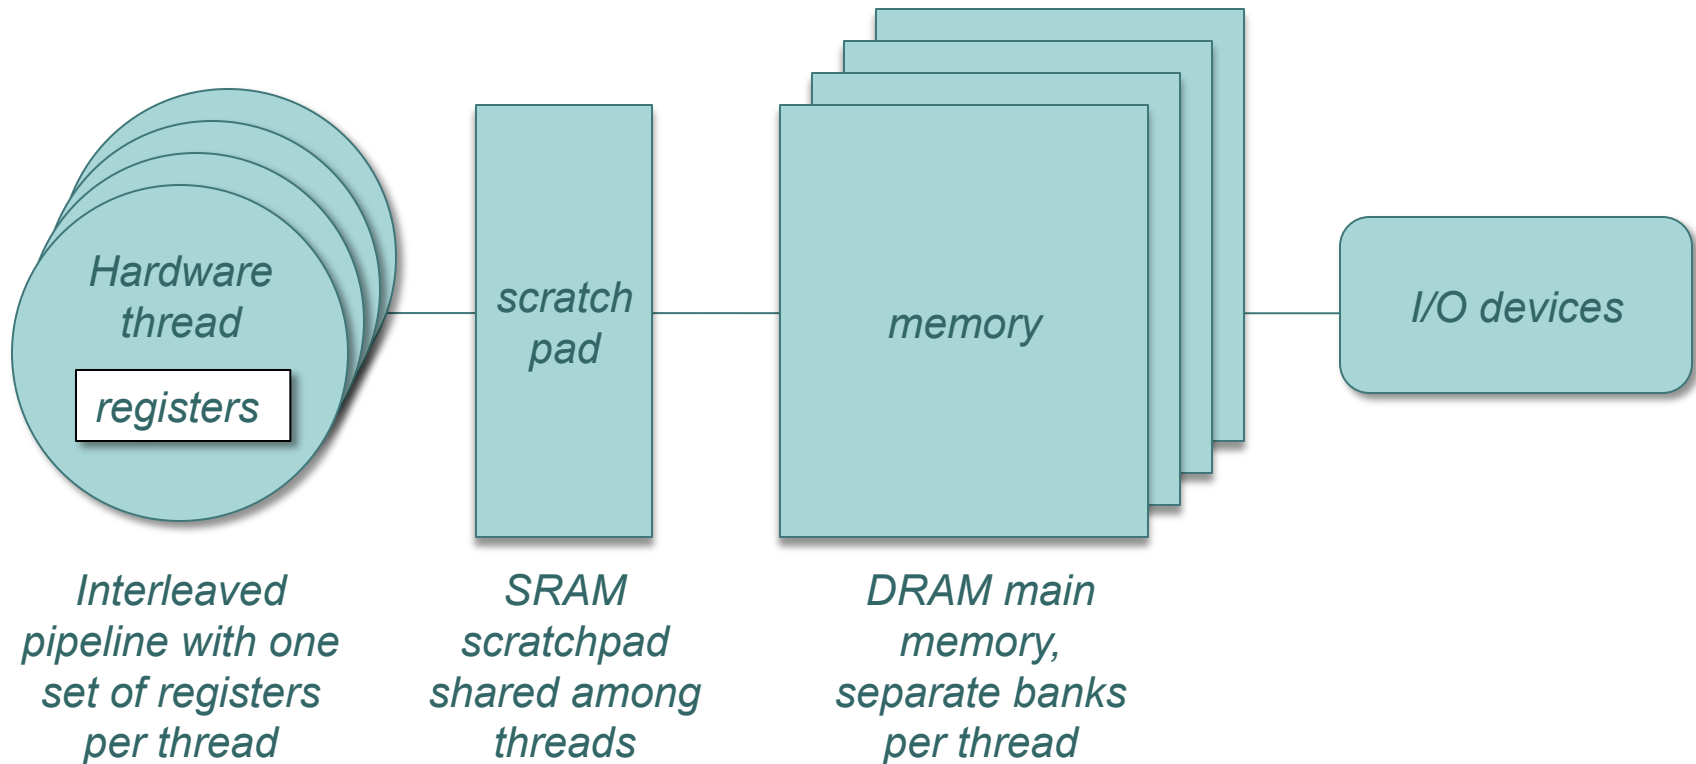 Hardware
thread
registers
scratch
pad
memory
I/O devices
Interleaved
pipeline with one
set of registers
per thread
SRAM
scratchpad
shared among
threads
DRAM main
memory,
separate banks
per thread